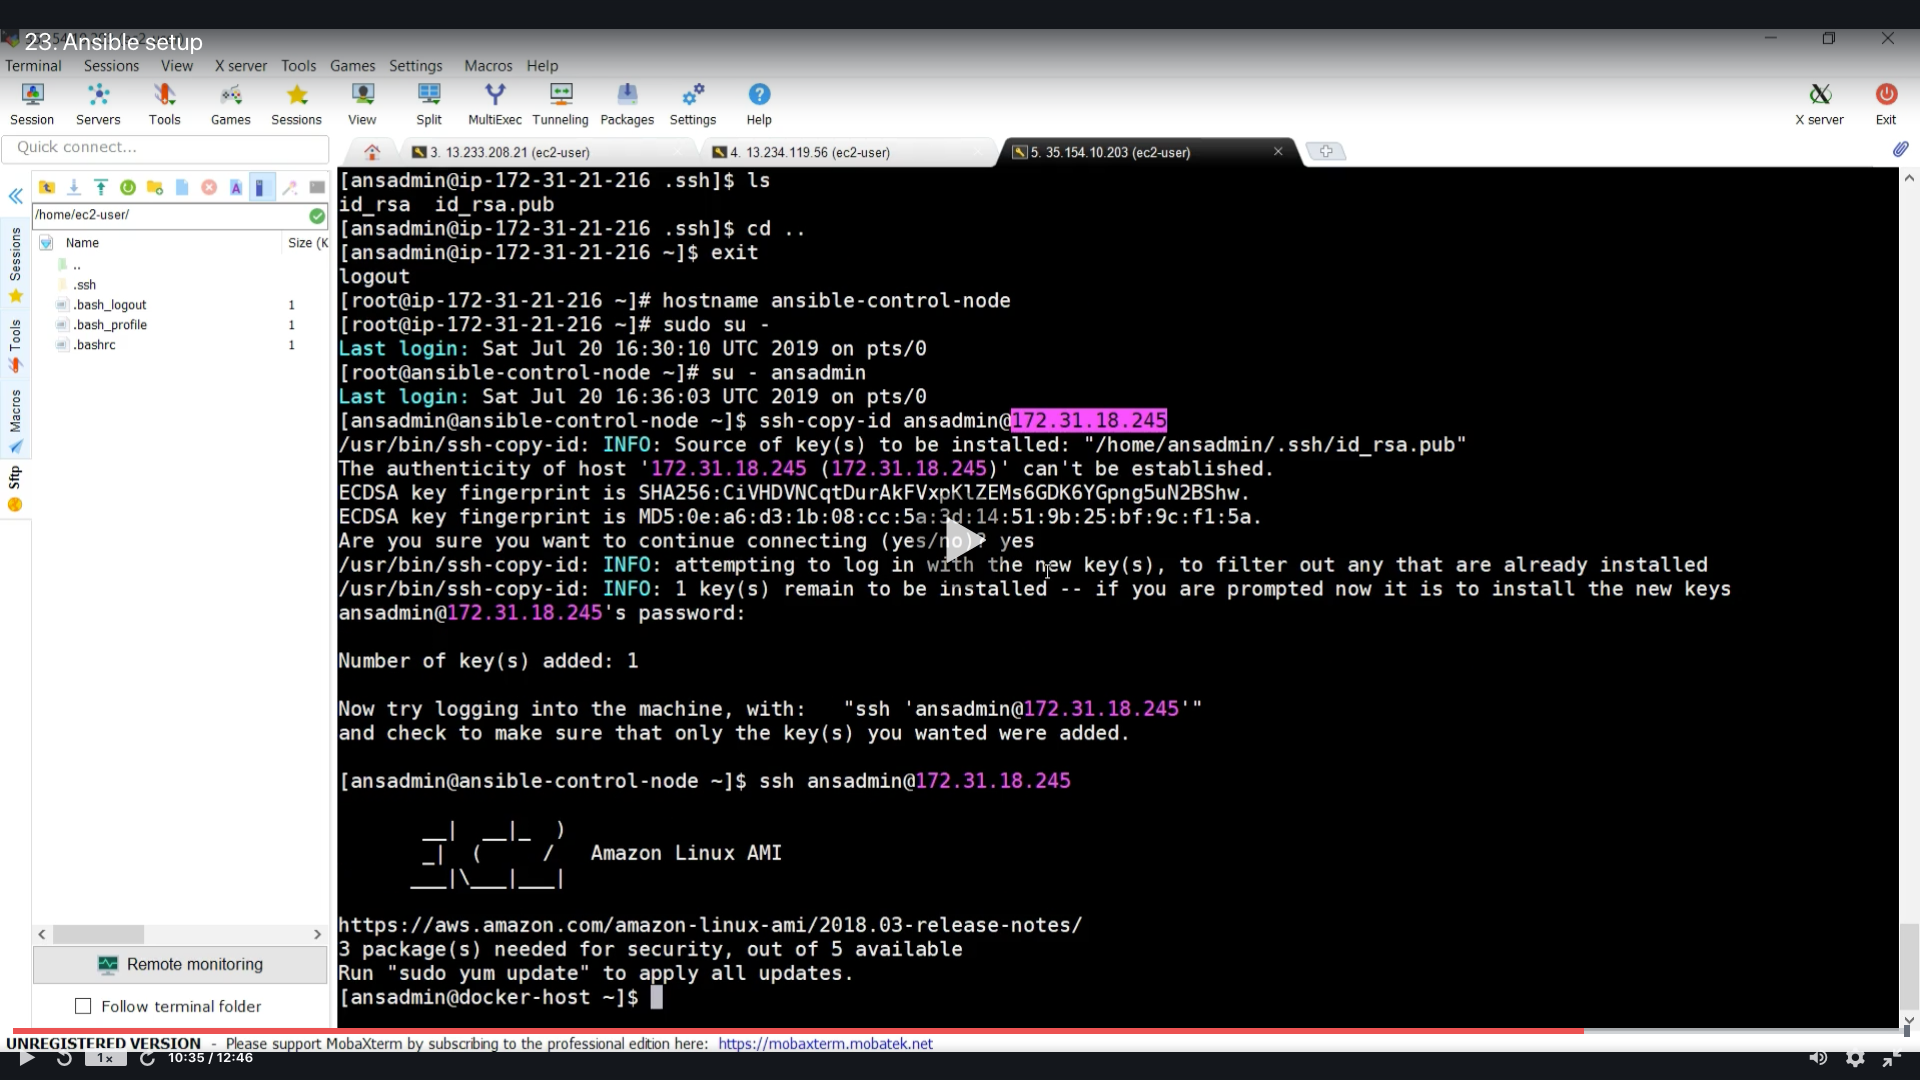 23. Ansible setup
Terminal Sessions View X server Tools Games Settings Macros Help
Session Servers Tools Games Sessions View Split MultiExec Tunneling Packages Settings Help X server Exit
Quick connect...
3. 13.233.208.21 (ec2-user) 4. 13.234.119.56 (ec2-user) 5. 35.154.10.203 (ec2-user)
/home/ec2-user/
Name Size (K
..
.ssh
.bash_logout 1
.bash_profile 1
.bashrc 1
Sessions
Tools
Macros
Sftp
[ansadmin@ip-172-31-21-216 .ssh]$ ls
id_rsa  id_rsa.pub
[ansadmin@ip-172-31-21-216 .ssh]$ cd ..
[ansadmin@ip-172-31-21-216 ~]$ exit
logout
[root@ip-172-31-21-216 ~]# hostname ansible-control-node
[root@ip-172-31-21-216 ~]# sudo su -
Last login: Sat Jul 20 16:30:10 UTC 2019 on pts/0
[root@ansible-control-node ~]# su - ansadmin
Last login: Sat Jul 20 16:36:03 UTC 2019 on pts/0
[ansadmin@ansible-control-node ~]$ ssh-copy-id ansadmin@172.31.18.245
/usr/bin/ssh-copy-id: INFO: Source of key(s) to be installed: "/home/ansadmin/.ssh/id_rsa.pub"
The authenticity of host '172.31.18.245 (172.31.18.245)' can't be established.
ECDSA key fingerprint is SHA256:CiVHDVNCqtDurAkFVxpKlZEMs6GDK6YGpng5uN2BShw.
ECDSA key fingerprint is MD5:0e:a6:d3:1b:08:cc:5a:3d:14:51:9b:25:bf:9c:f1:5a.
Are you sure you want to continue connecting (yes/no)? yes
/usr/bin/ssh-copy-id: INFO: attempting to log in with the new key(s), to filter out any that are already installed
/usr/bin/ssh-copy-id: INFO: 1 key(s) remain to be installed -- if you are prompted now it is to install the new keys
ansadmin@172.31.18.245's password:
Number of key(s) added: 1
Now try logging into the machine, with:   "ssh 'ansadmin@172.31.18.245'"
and check to make sure that only the key(s) you wanted were added.
[ansadmin@ansible-control-node ~]$ ssh ansadmin@172.31.18.245
__|  __|_  )
_|  (     /   Amazon Linux AMI
___|\___|___|
https://aws.amazon.com/amazon-linux-ami/2018.03-release-notes/
3 package(s) needed for security, out of 5 available
Run "sudo yum update" to apply all updates.
[ansadmin@docker-host ~]$
Remote monitoring
Follow terminal folder
UNREGISTERED VERSION - Please support MobaXterm by subscribing to the professional edition here: https://mobaxterm.mobatek.net
1x 10:35 / 12:46